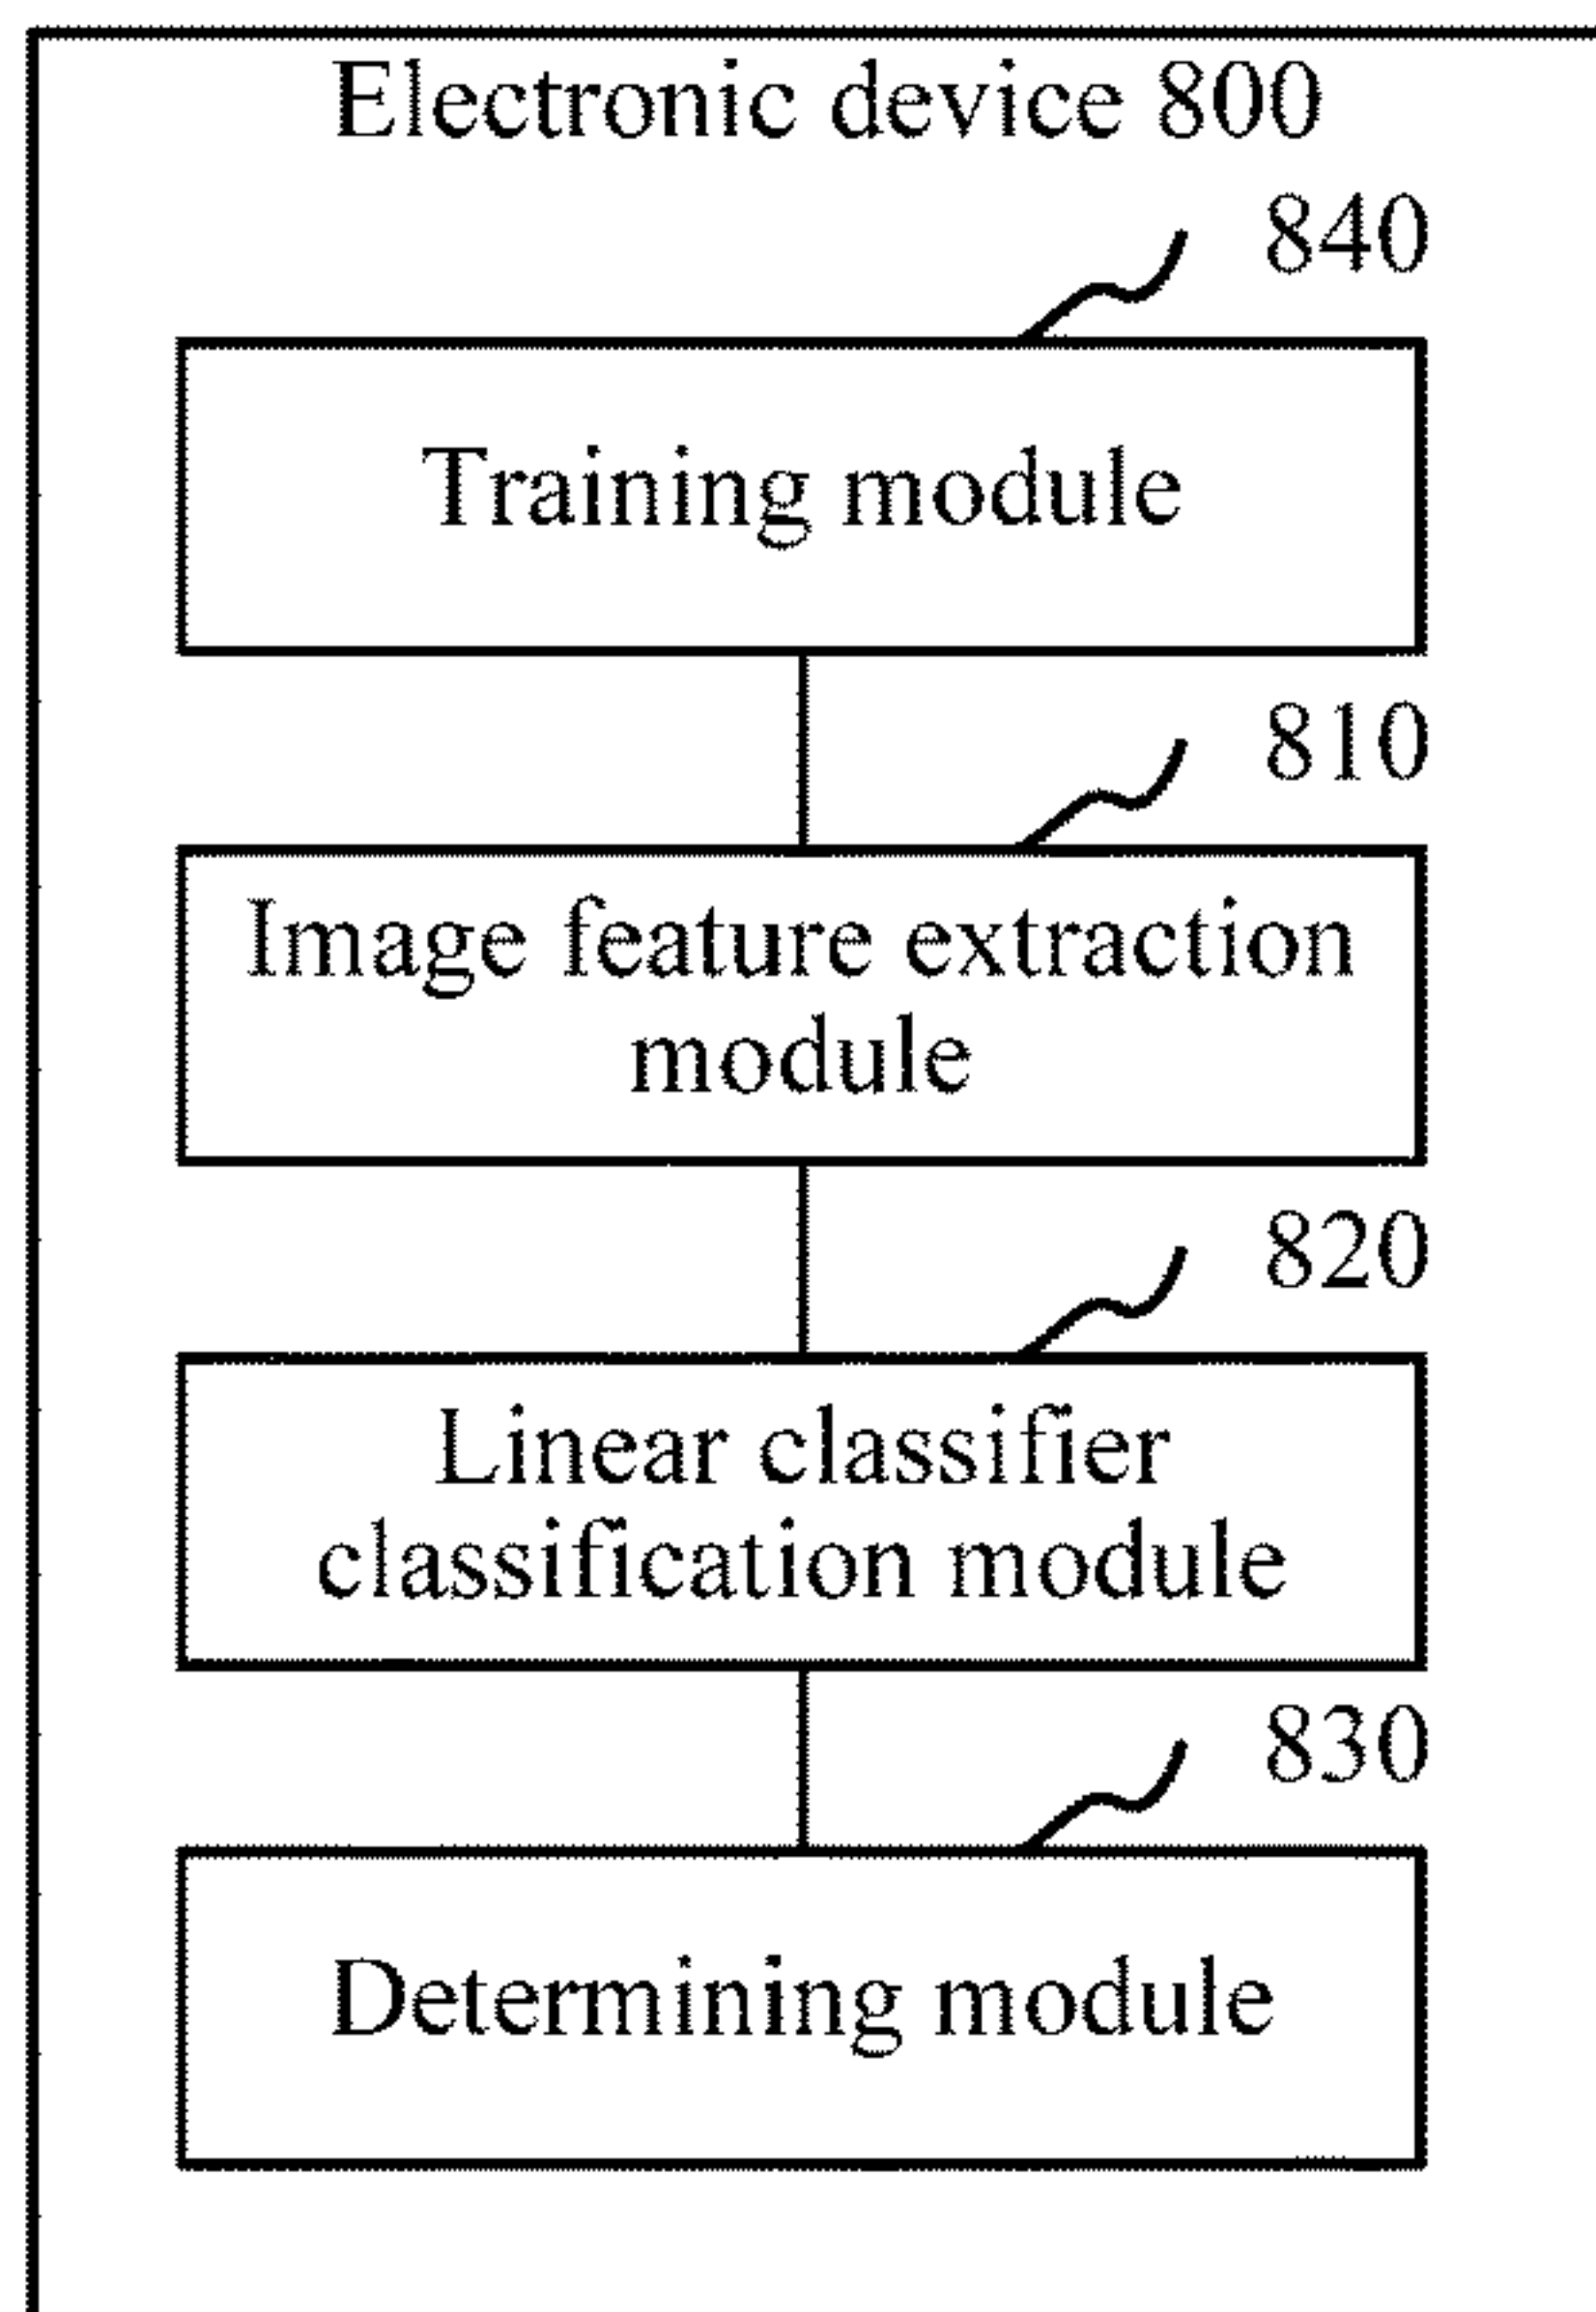 Electronic device 800
840
Training module
810
Image feature extraction
module
820
Linear classifier
classification module
830
Determining module